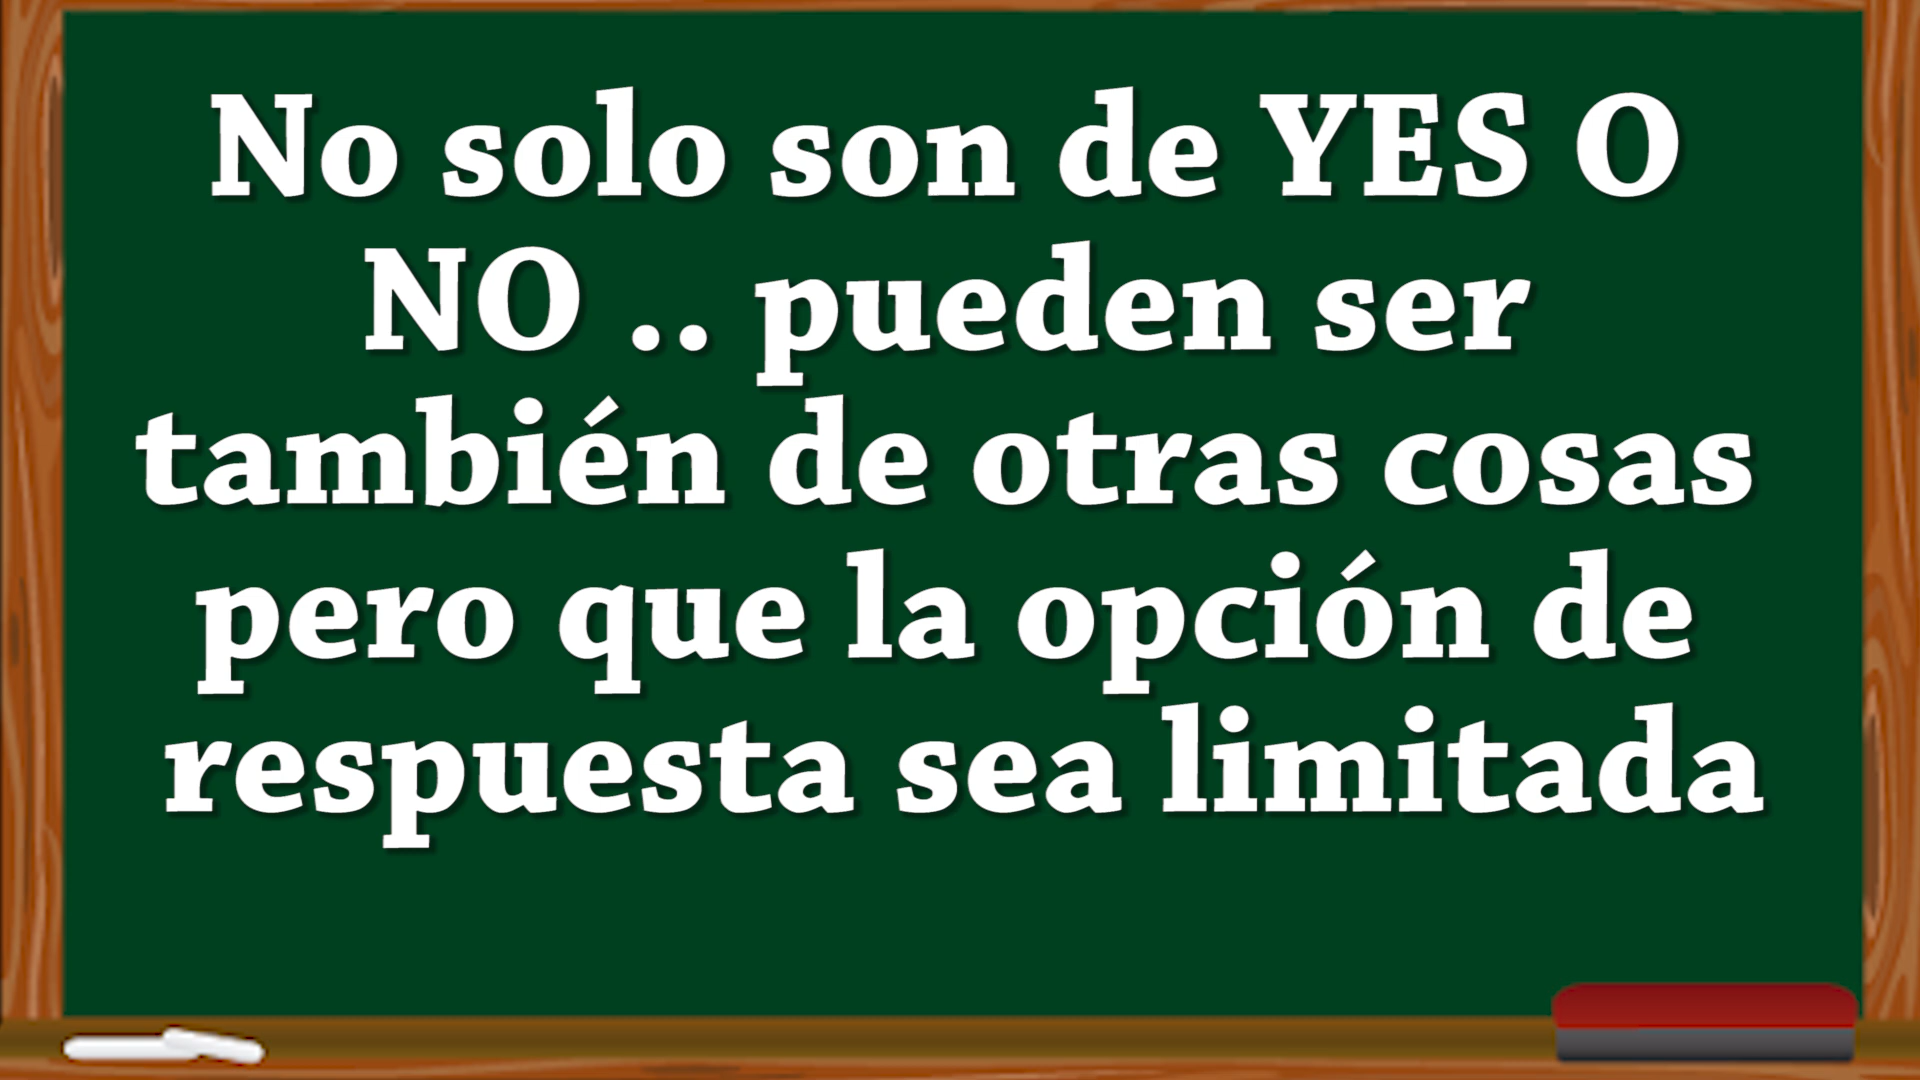 No solo son de YES O
NO .. pueden ser
también de otras cosas
pero que la opción de
respuesta sea limitada